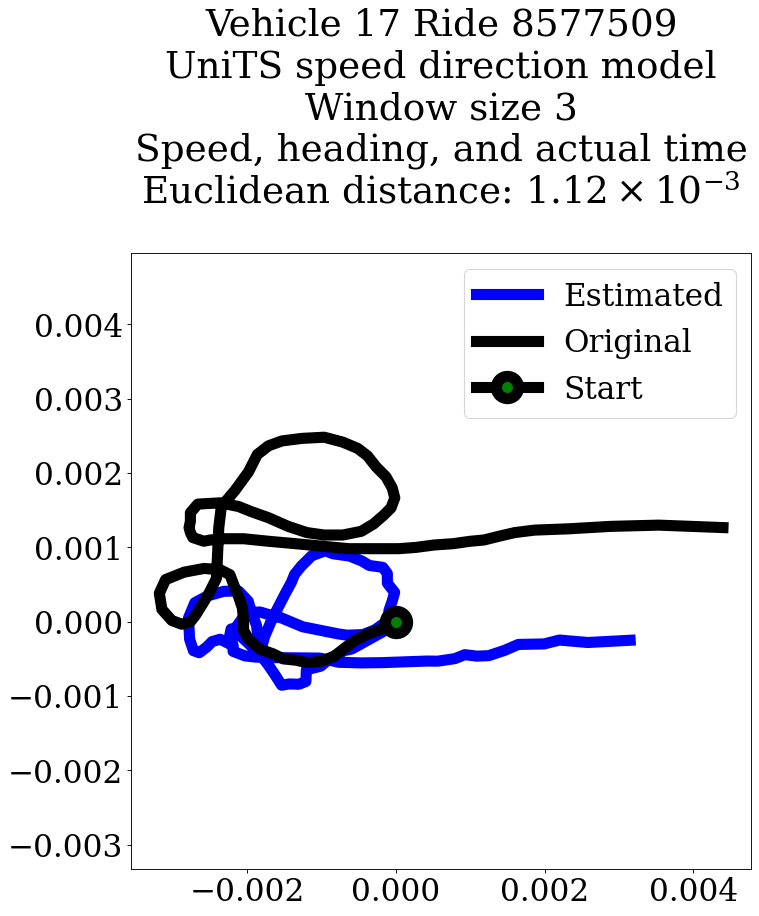 Vehicle 17 Ride 8577509
UniTS speed direction model
Window size 3
Speed, heading, and actual time
Euclidean distance: 1.12 × 10⁻³
Estimated
Original
Start
0.004
0.003
0.002
0.001
0.000
−0.001
−0.002
−0.003
−0.002 0.000 0.002 0.004